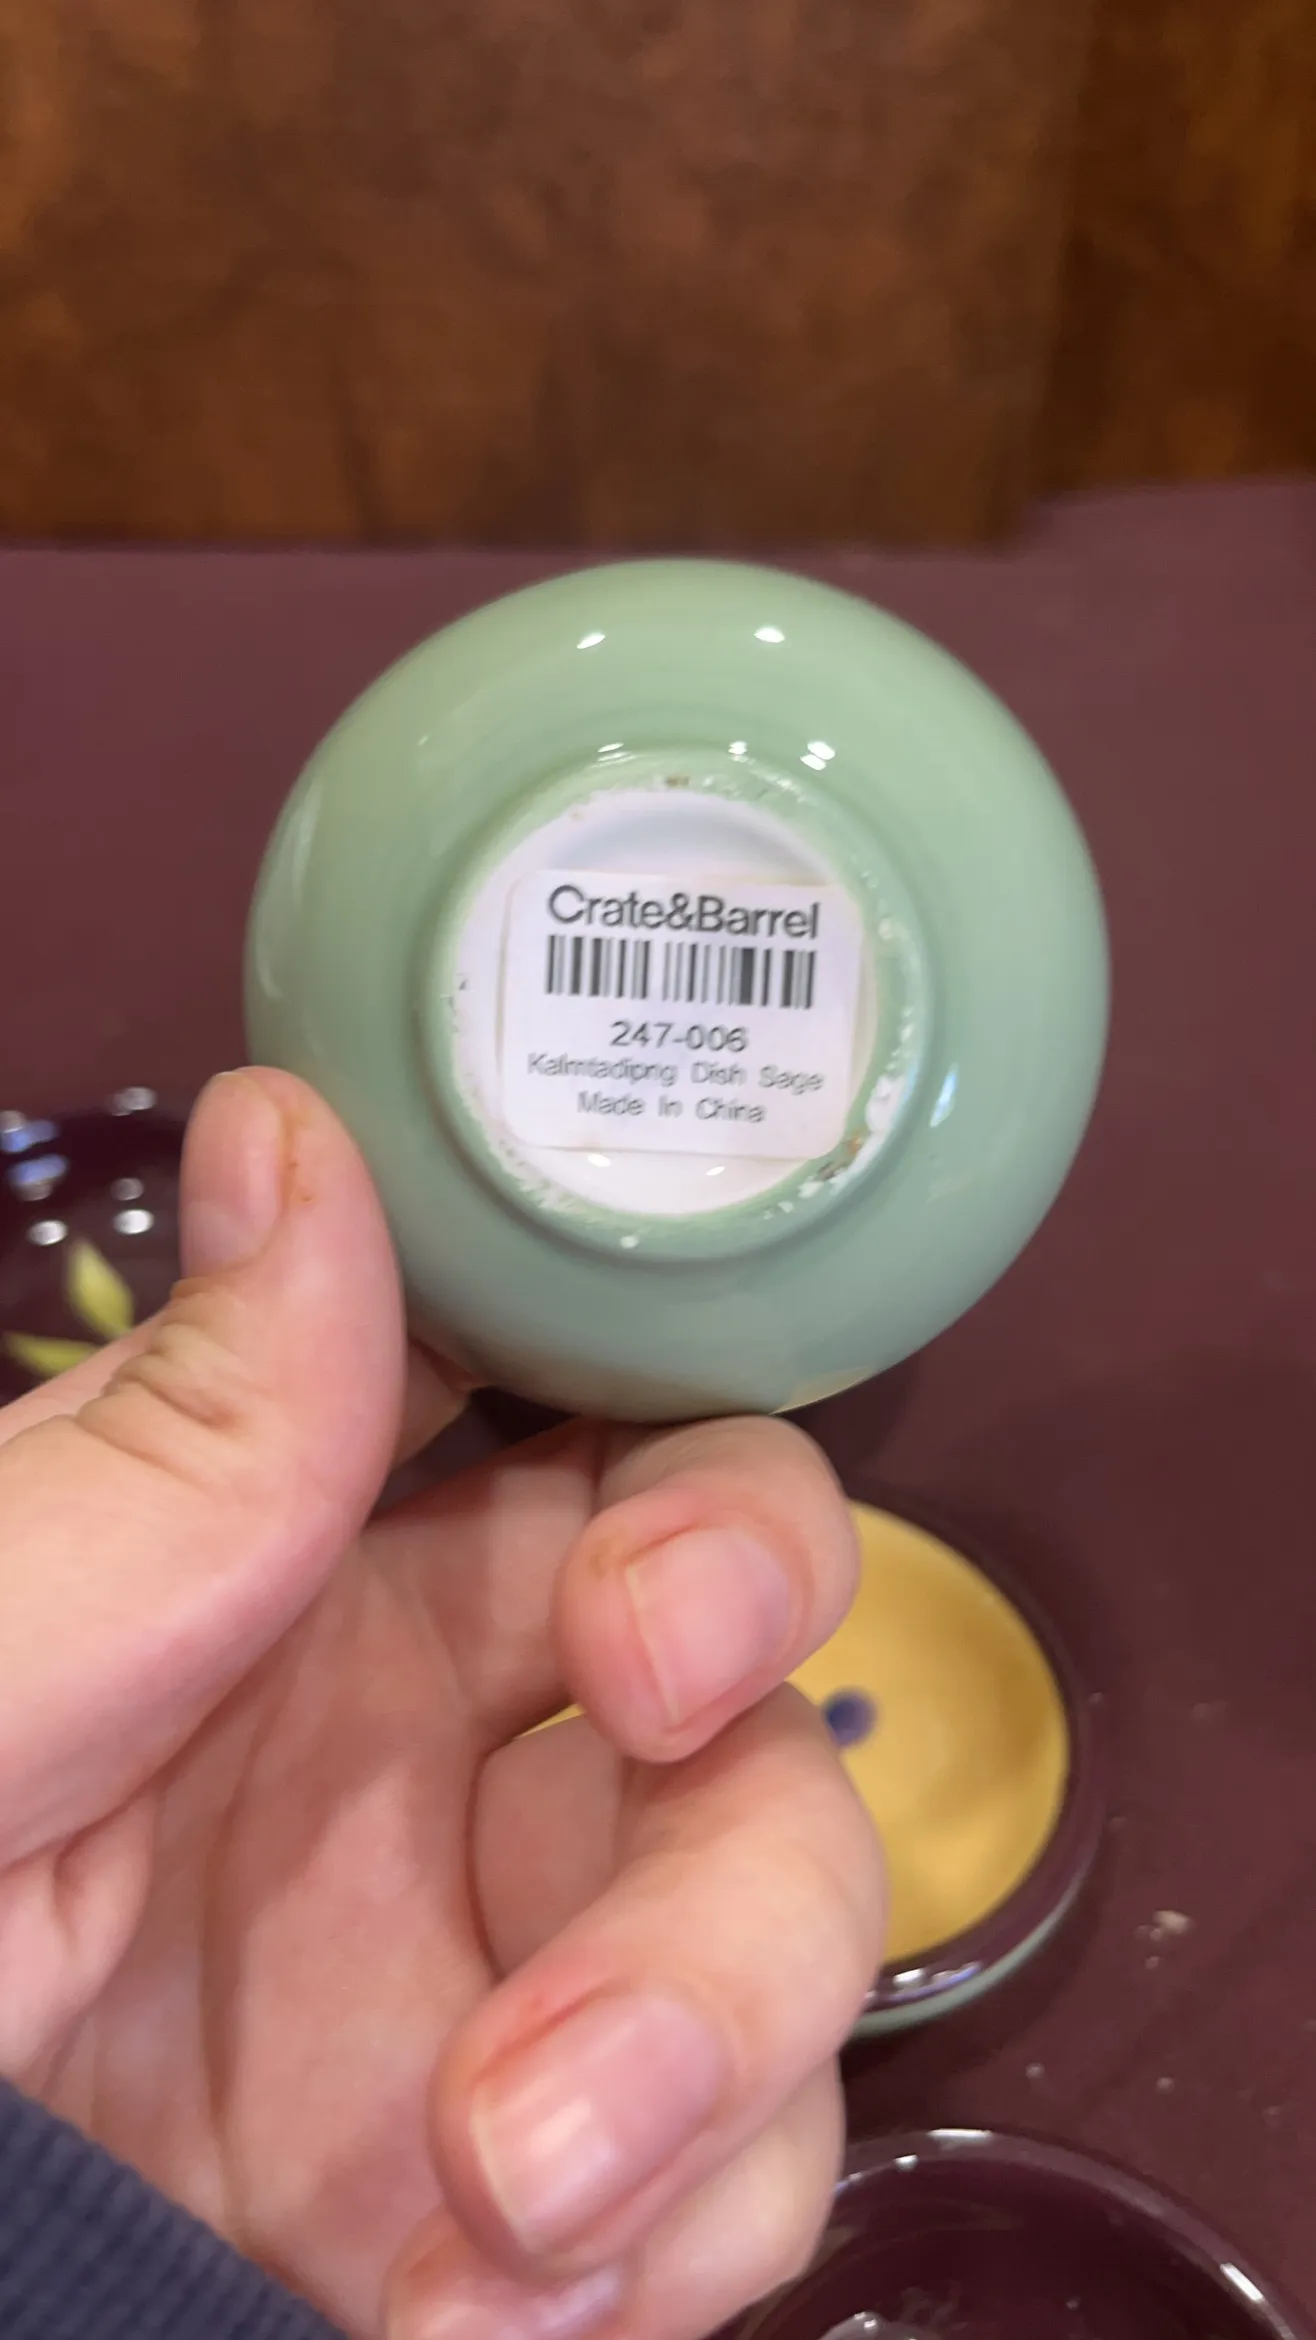 Crate&Barrel
247-006
Kalmtadipng Dish Sage
Made In China